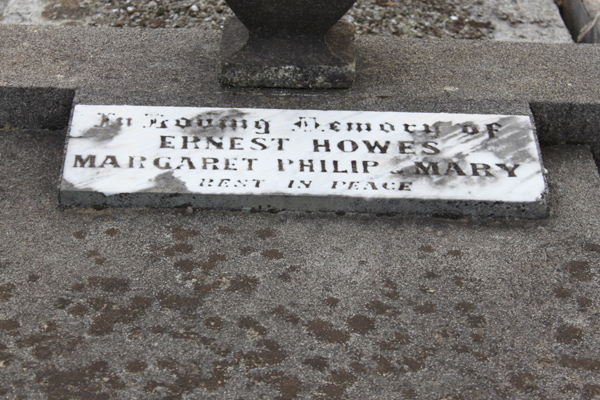 In Loving Memory of
ERNEST HOWES
MARGARET PHILIP & MARY
REST IN PEACE